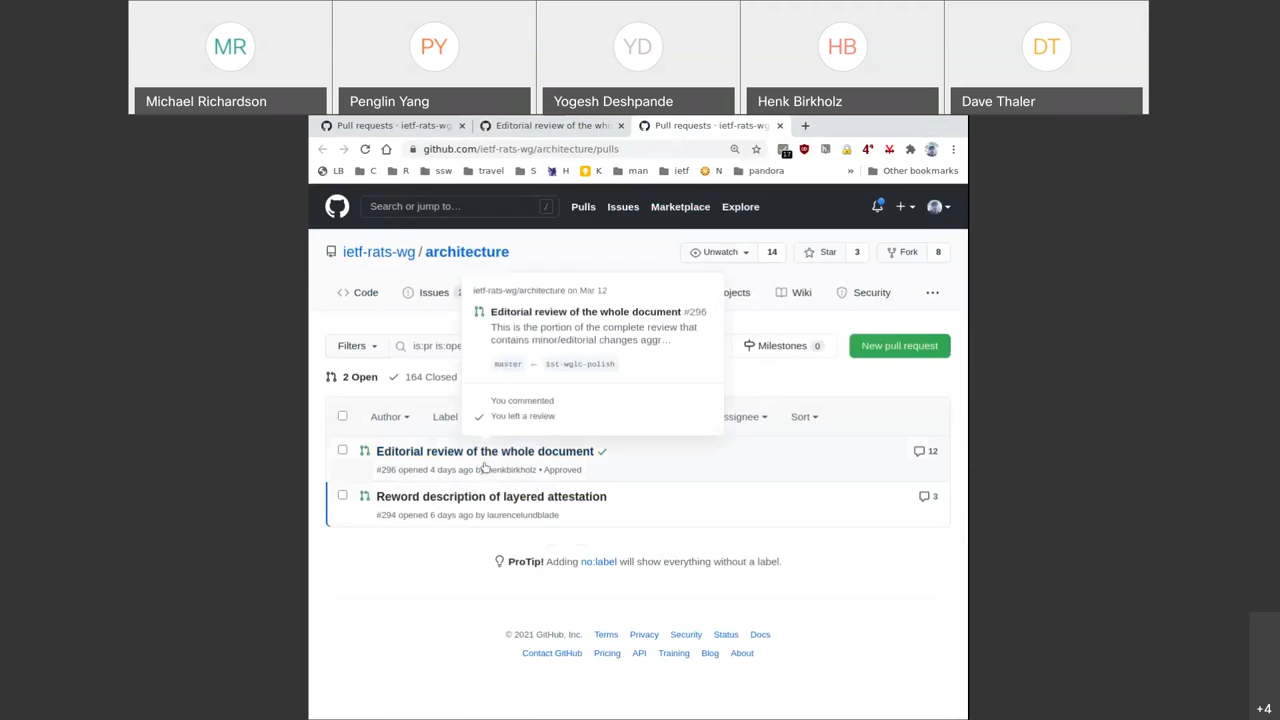 MR
PY
YD
HB
DT
Michael Richardson
Penglin Yang
Yogesh Deshpande
Henk Birkholz
Dave Thaler
Pull requests · ietf-rats-wg
Editorial review of the who
Pull requests · ietf-rats-wg
github.com/ietf-rats-wg/architecture/pulls
17
LB C R ssw travel S H K man ietf N pandora » Other bookmarks
Search or jump to… /
Pulls Issues Marketplace Explore
ietf-rats-wg / architecture
Unwatch 14 Star 3 Fork 8
Code Issues ojects Wiki Security
ietf-rats-wg/architecture on Mar 12
Editorial review of the whole document #296
This is the portion of the complete review that
contains minor/editorial changes aggr…
master ← 1st-wglc-polish
You commented
You left a review
Filters is:pr is:ope Milestones 0 New pull request
2 Open 164 Closed
Author Label ssignee Sort
Editorial review of the whole document 12
#296 opened 4 days ago by henkbirkholz • Approved
Reword description of layered attestation 3
#294 opened 6 days ago by laurencelundblade
ProTip! Adding no:label will show everything without a label.
© 2021 GitHub, Inc. Terms Privacy Security Status Docs
Contact GitHub Pricing API Training Blog About
+4